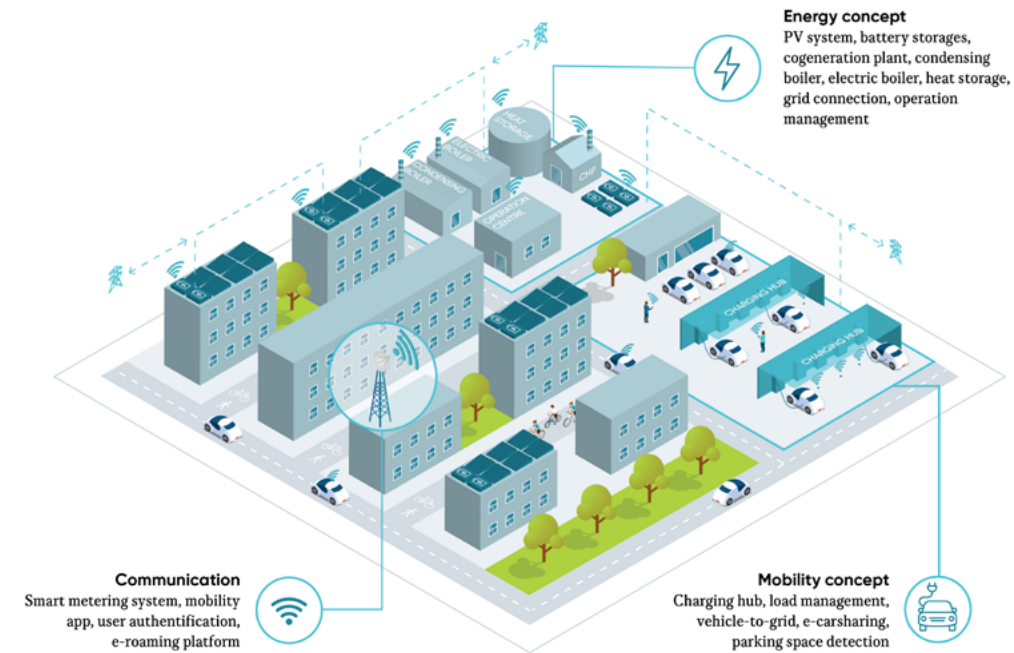 Energy concept
PV system, battery storages,
cogeneration plant, condensing
boiler, electric boiler, heat storage,
grid connection, operation
management
HEAT
STORAGE
ELECTRIC
BOILER
CONDENSING
BOILER
CHP
OPERATION
CENTRE
CHARGING HUB
CHARGING HUB
Communication
Smart metering system, mobility
app, user authentification,
e-roaming platform
Mobility concept
Charging hub, load management,
vehicle-to-grid, e-carsharing,
parking space detection